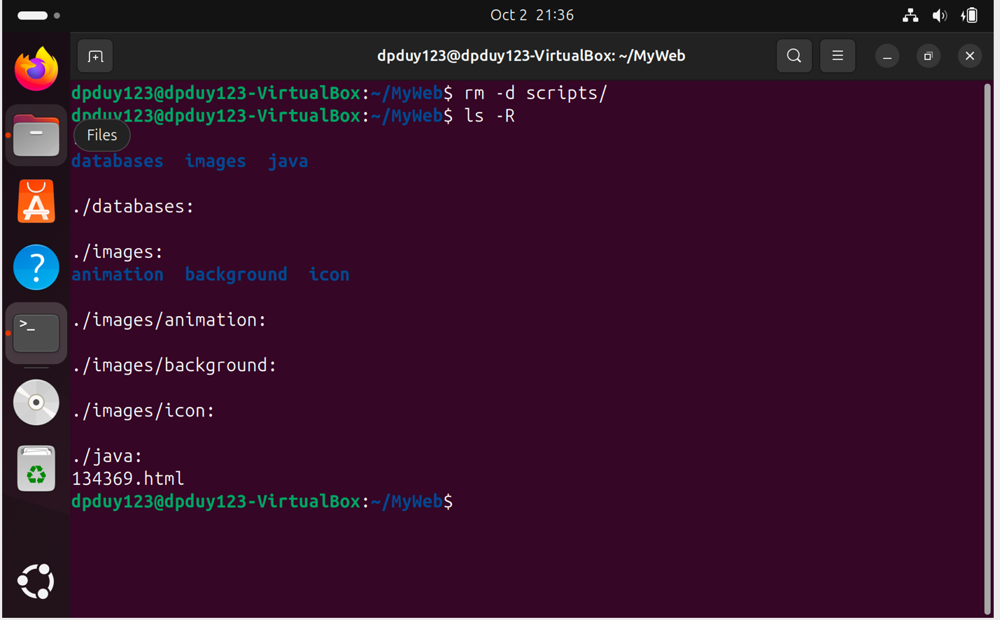 Oct 2 21:36
dpduy123@dpduy123-VirtualBox: ~/MyWeb
dpduy123@dpduy123-VirtualBox:~/MyWeb$ rm -d scripts/
dpduy123@dpduy123-VirtualBox:~/MyWeb$ ls -R
Files
databases images java
./databases:
./images:
animation background icon
./images/animation:
./images/background:
./images/icon:
./java:
134369.html
dpduy123@dpduy123-VirtualBox:~/MyWeb$